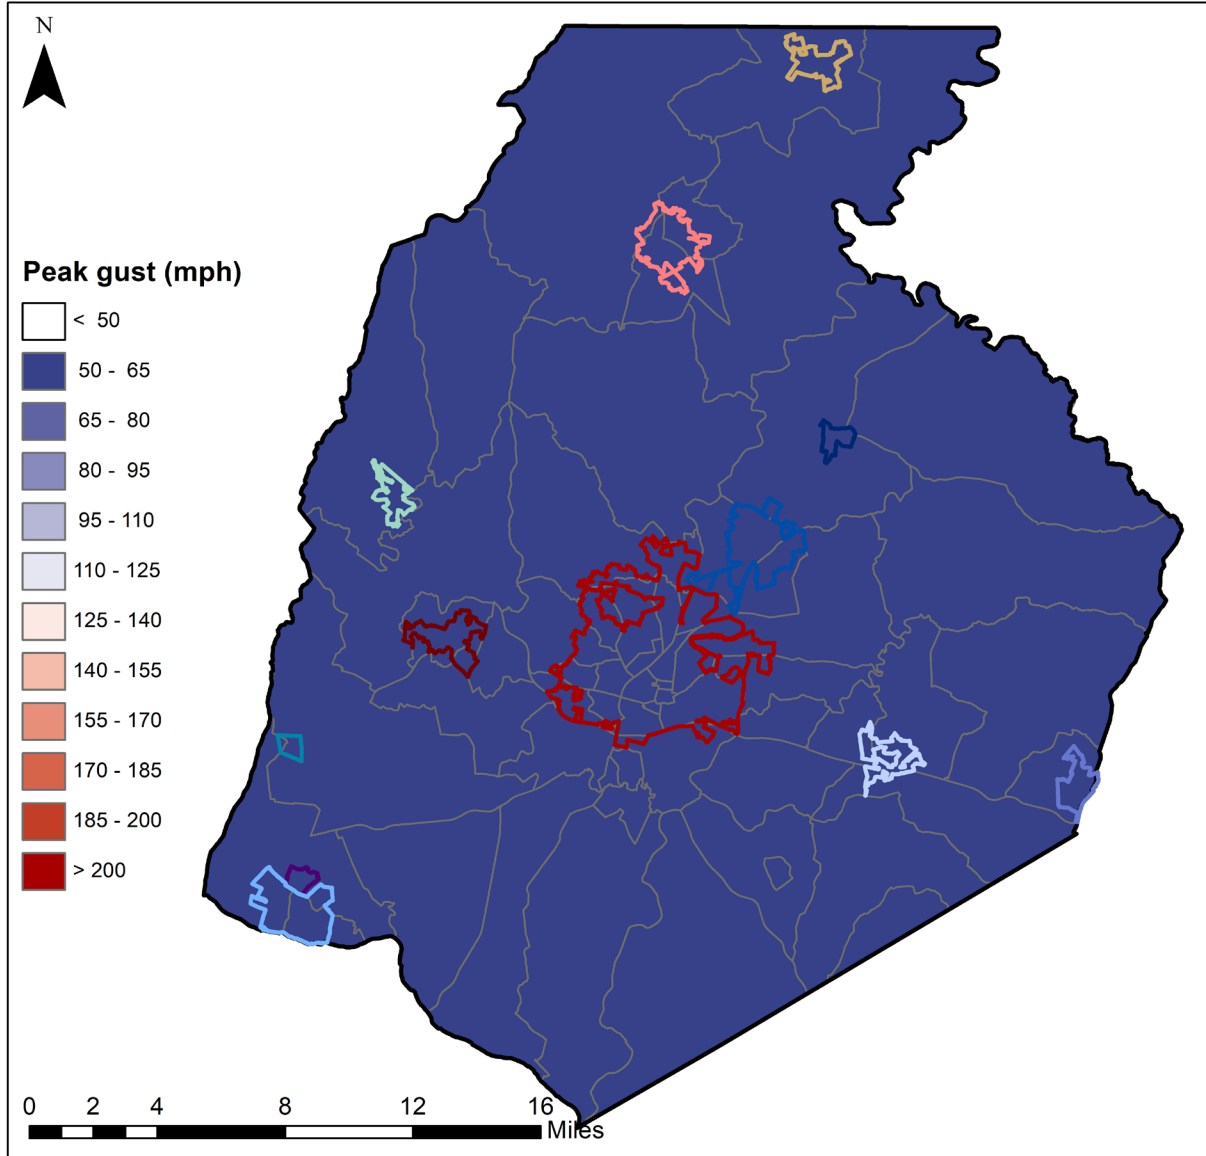 N
Peak gust (mph)
< 50
50 - 65
65 - 80
80 - 95
95 - 110
110 - 125
125 - 140
140 - 155
155 - 170
170 - 185
185 - 200
> 200
0 2 4 8 12 16
Miles